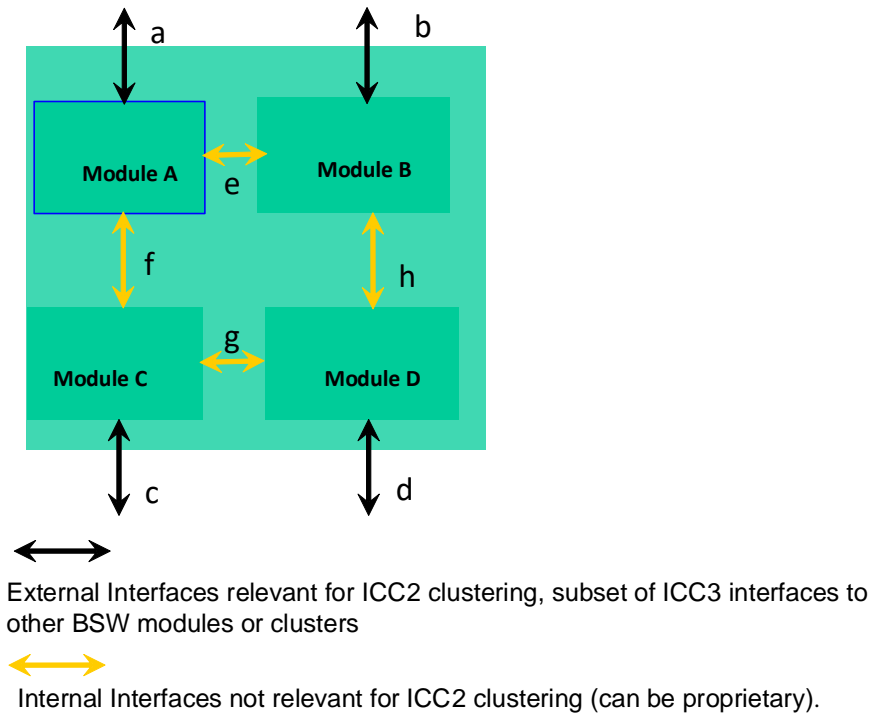 a
b
Module A
Module B
e
f
h
g
Module C
Module D
c
d
External Interfaces relevant for ICC2 clustering, subset of ICC3 interfaces to
other BSW modules or clusters
Internal Interfaces not relevant for ICC2 clustering (can be proprietary).